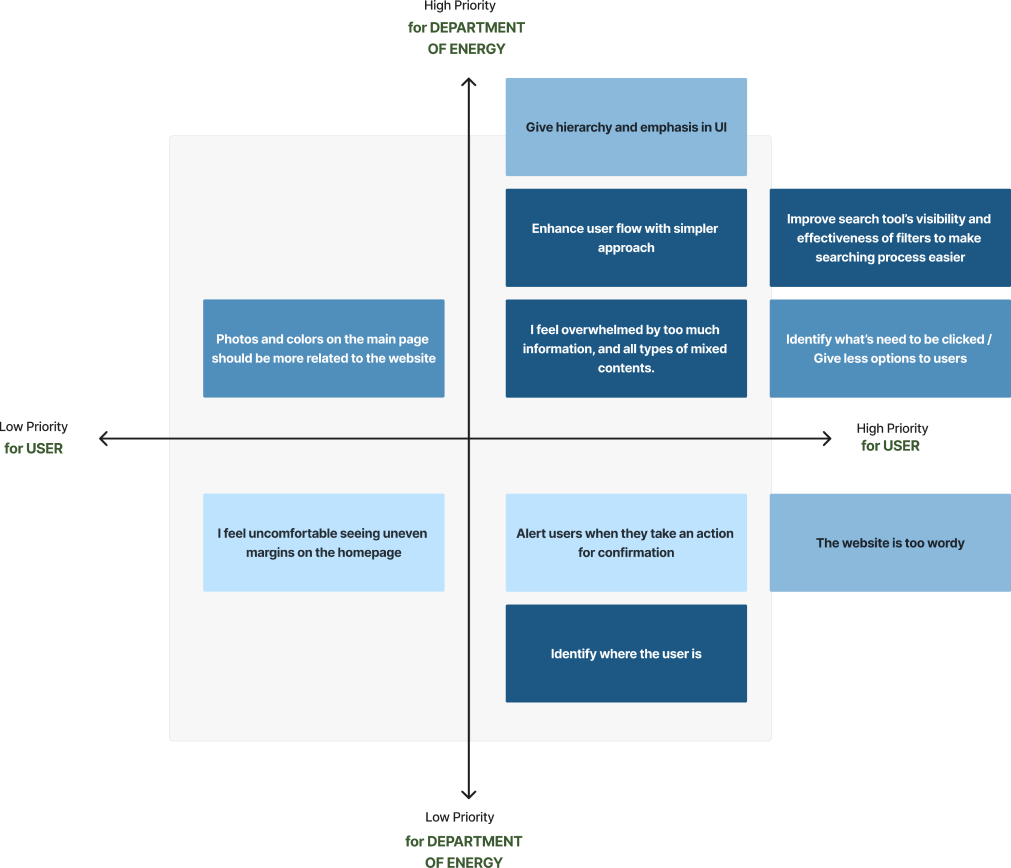 High Priority
for DEPARTMENT
OF ENERGY
Give hierarchy and emphasis in UI
Enhance user flow with simpler
approach
Improve search tool's visibility and
effectiveness of filters to make
searching process easier
Photos and colors on the main page
should be more related to the website
I feel overwhelmed by too much
information, and all types of mixed
contents.
Identify what's need to be clicked /
Give less options to users
Low Priority
for USER
High Priority
for USER
I feel uncomfortable seeing uneven
margins on the homepage
Alert users when they take an action
for confirmation
The website is too wordy
Identify where the user is
Low Priority
for DEPARTMENT
OF ENERGY